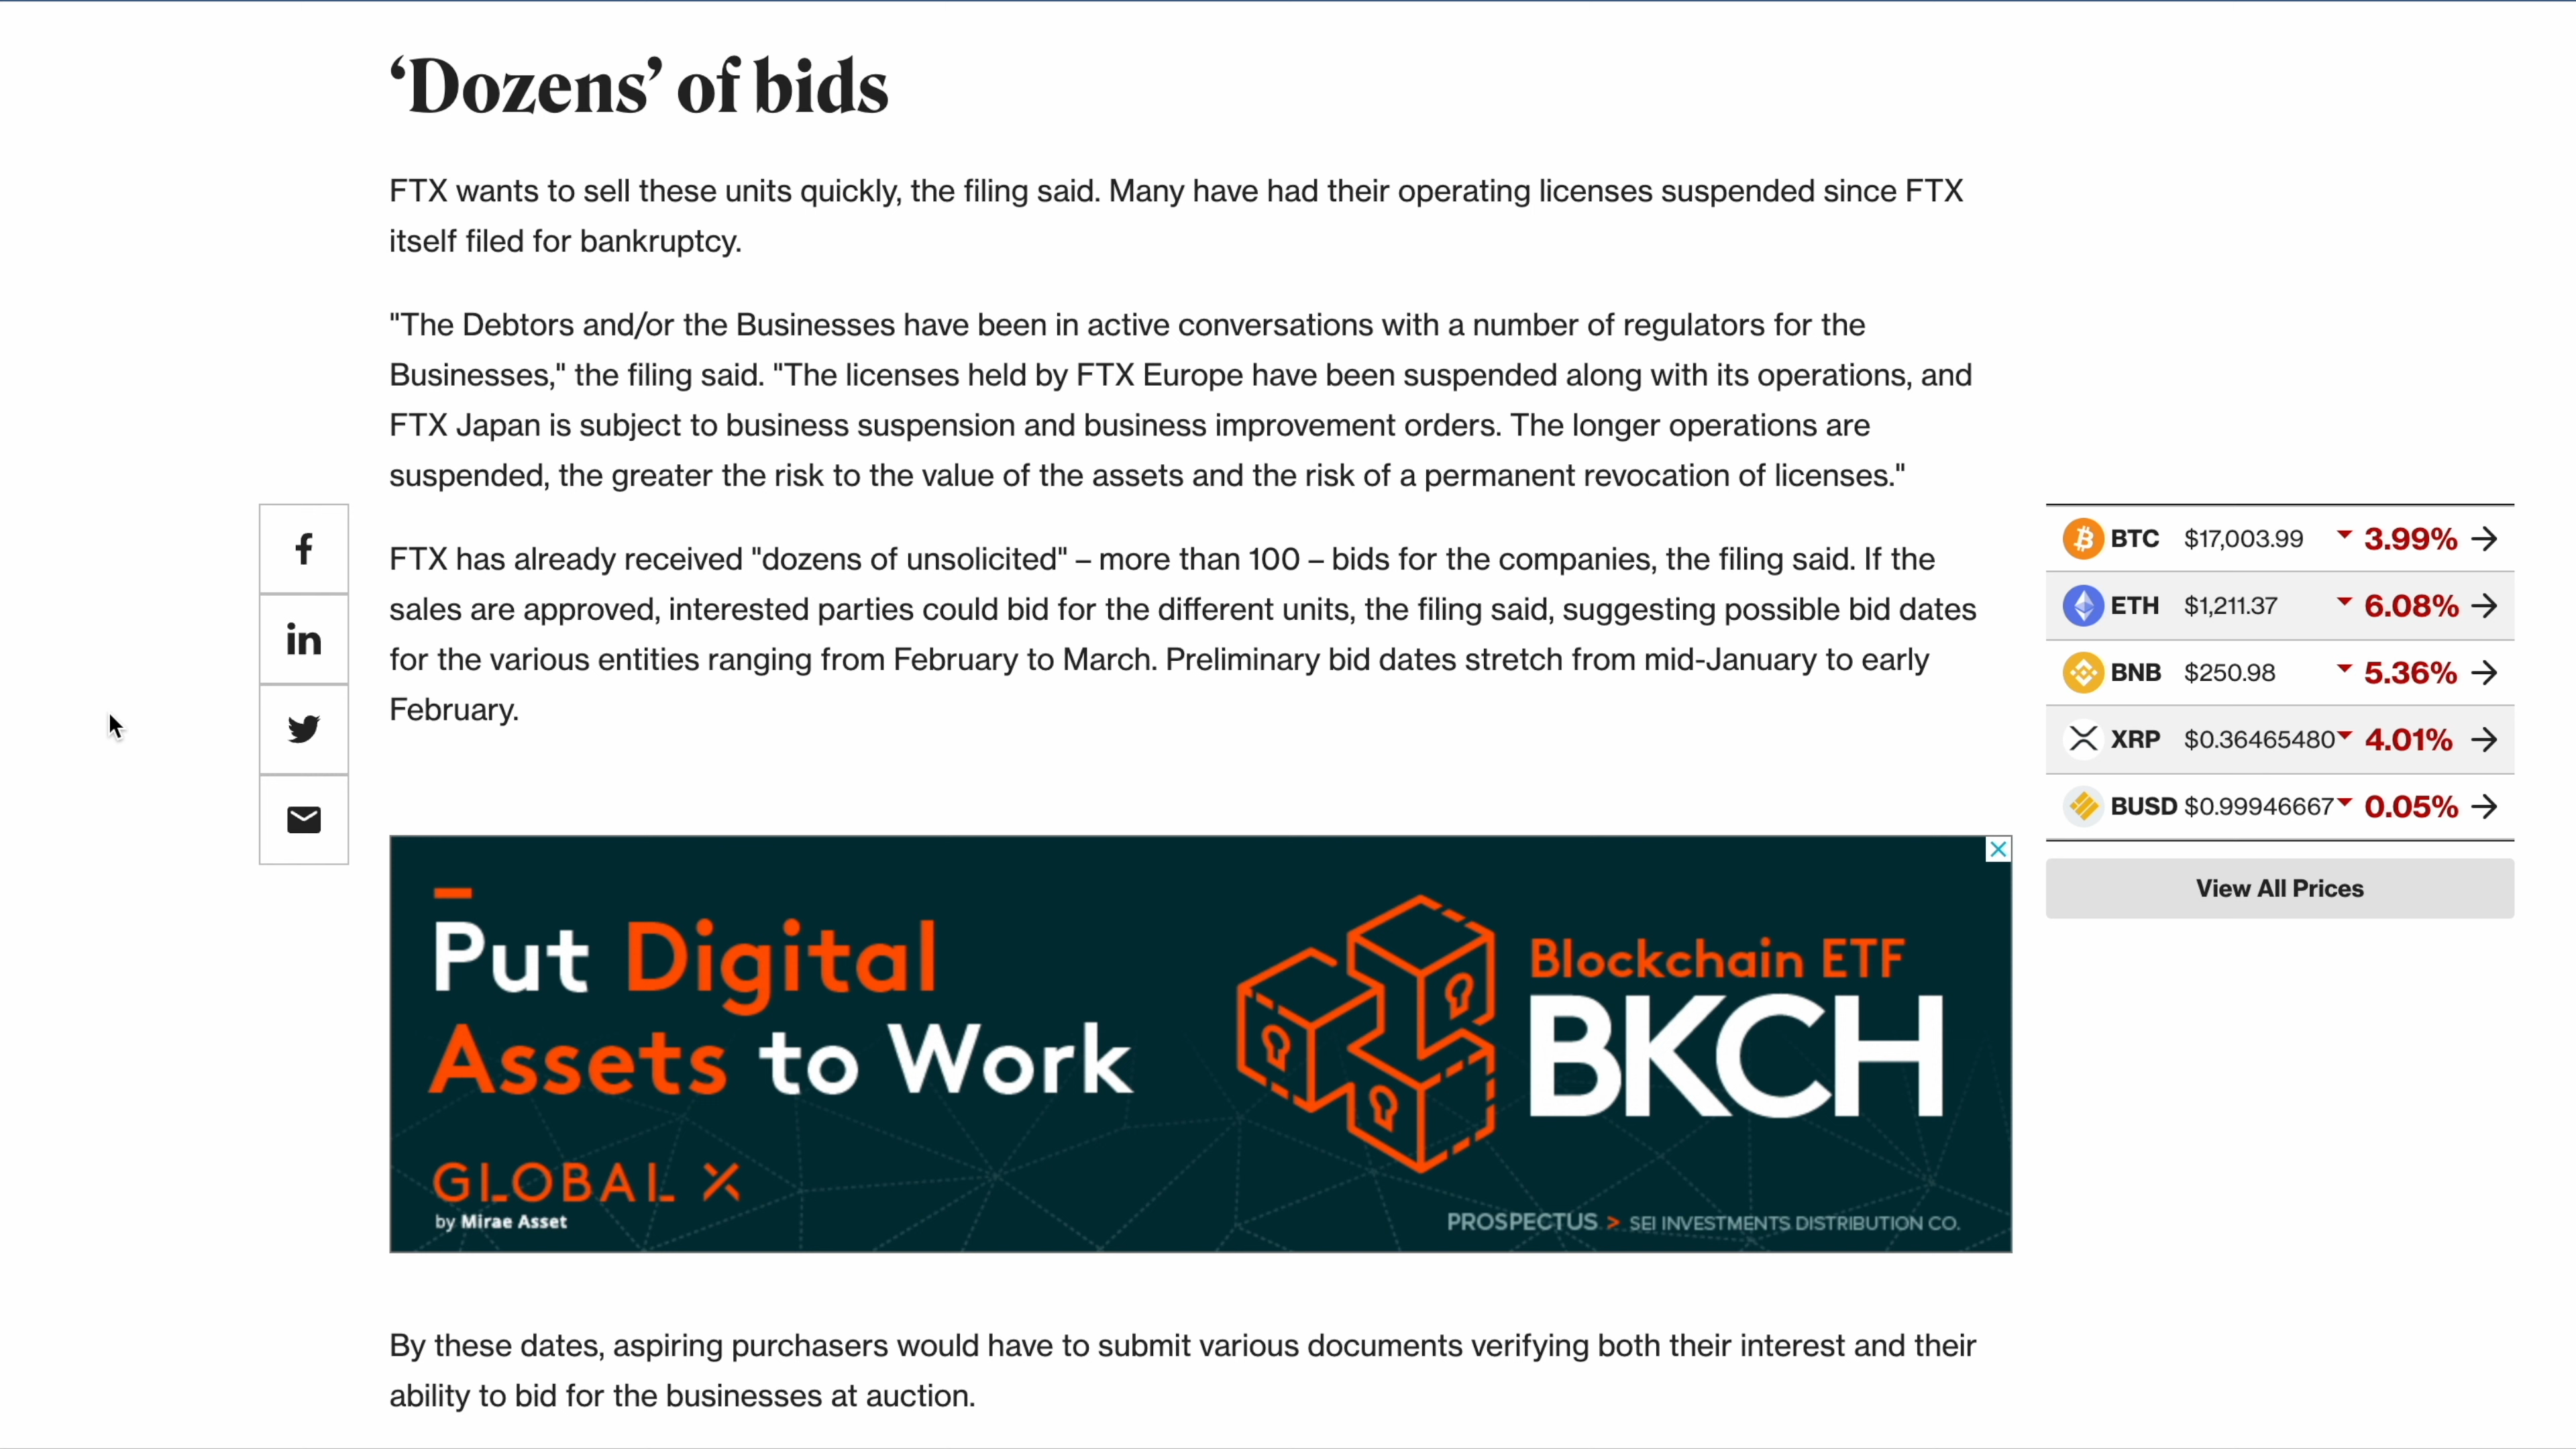 ‘Dozens’ of bids
FTX wants to sell these units quickly, the filing said. Many have had their operating licenses suspended since FTX
itself filed for bankruptcy.
"The Debtors and/or the Businesses have been in active conversations with a number of regulators for the
Businesses," the filing said. "The licenses held by FTX Europe have been suspended along with its operations, and
FTX Japan is subject to business suspension and business improvement orders. The longer operations are
suspended, the greater the risk to the value of the assets and the risk of a permanent revocation of licenses."
FTX has already received "dozens of unsolicited" – more than 100 – bids for the companies, the filing said. If the
sales are approved, interested parties could bid for the different units, the filing said, suggesting possible bid dates
for the various entities ranging from February to March. Preliminary bid dates stretch from mid-January to early
February.
BTC $17,003.99 3.99%
ETH $1,211.37 6.08%
BNB $250.98 5.36%
XRP $0.36465480 4.01%
BUSD $0.99946667 0.05%
View All Prices
Put Digital
Assets to Work
GLOBAL X
by Mirae Asset
Blockchain ETF
BKCH
PROSPECTUS > SEI INVESTMENTS DISTRIBUTION CO.
By these dates, aspiring purchasers would have to submit various documents verifying both their interest and their
ability to bid for the businesses at auction.